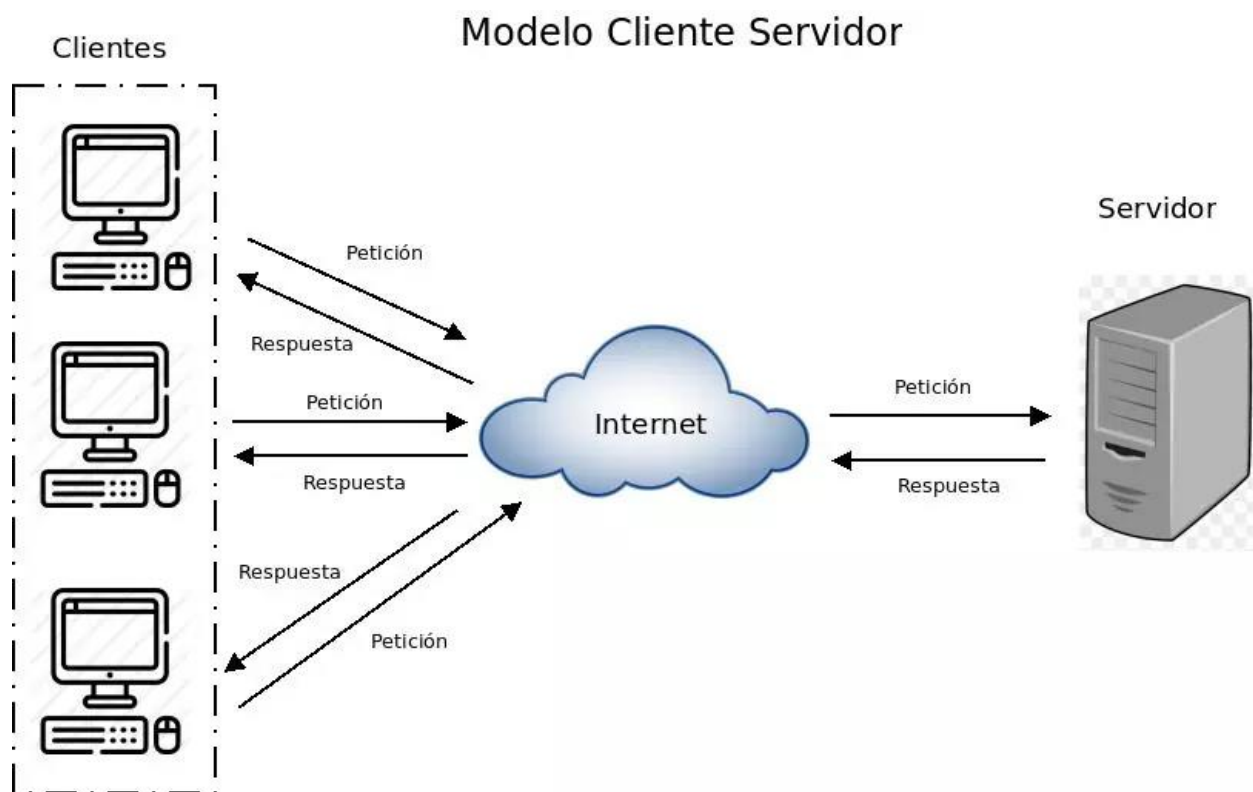 Modelo Cliente Servidor
Clientes
Servidor
Petición
Respuesta
Petición
Respuesta
Internet
Petición
Respuesta
Respuesta
Petición